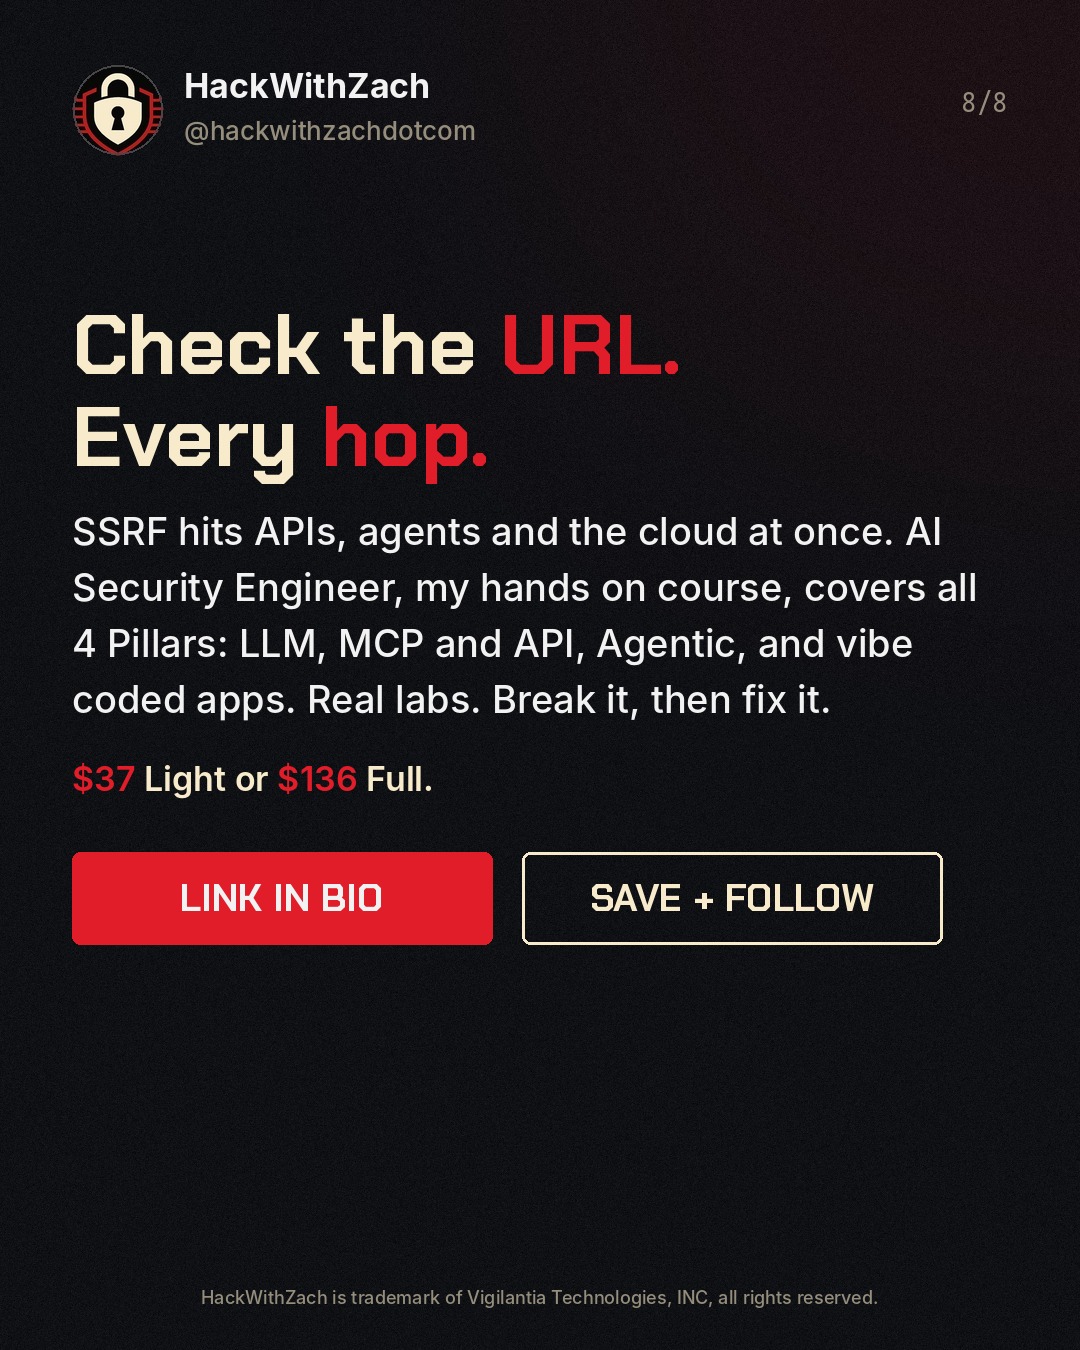 HackWithZach
@hackwithzachdotcom
8/8
Check the URL.
Every hop.
SSRF hits APIs, agents and the cloud at once. AI
Security Engineer, my hands on course, covers all
4 Pillars: LLM, MCP and API, Agentic, and vibe
coded apps. Real labs. Break it, then fix it.
$37 Light or $136 Full.
LINK IN BIO
SAVE + FOLLOW
HackWithZach is trademark of Vigilantia Technologies, INC, all rights reserved.